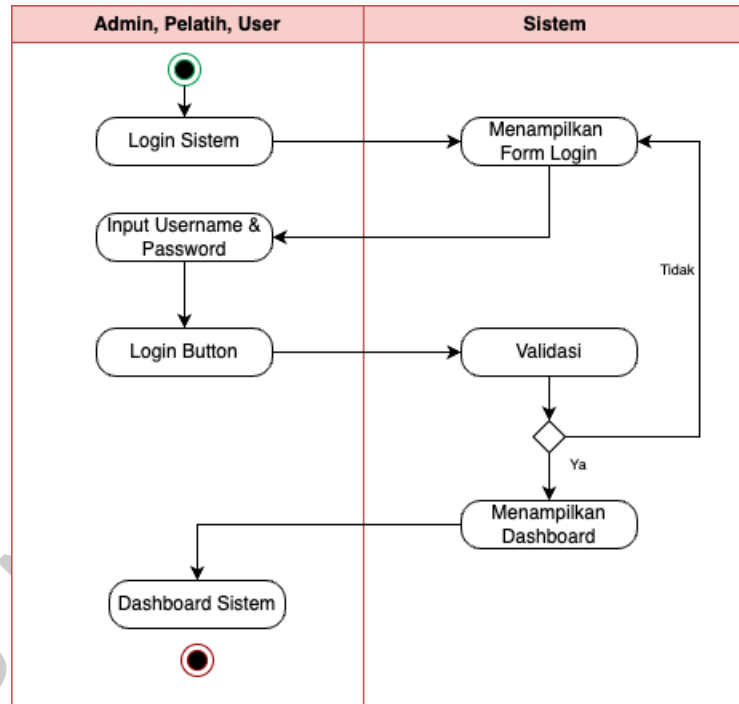 Admin, Pelatih, User
Sistem
Login Sistem
Menampilkan
Form Login
Input Username &
Password
Tidak
Login Button
Validasi
Ya
Menampilkan
Dashboard
Dashboard Sistem